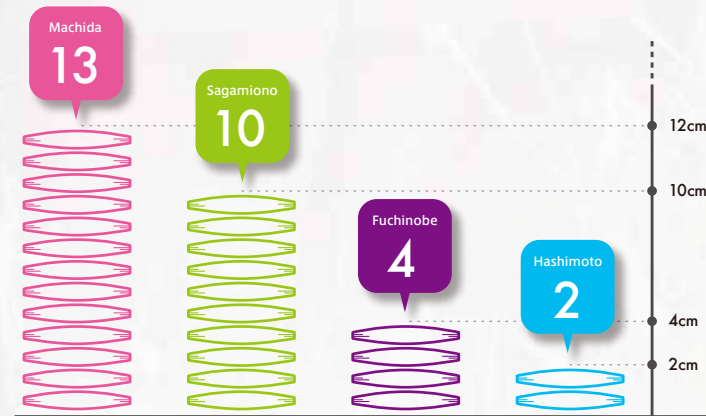 Machida
13
Sagamiono
10
Fuchinobe
4
Hashimoto
2
12cm
10cm
4cm
2cm